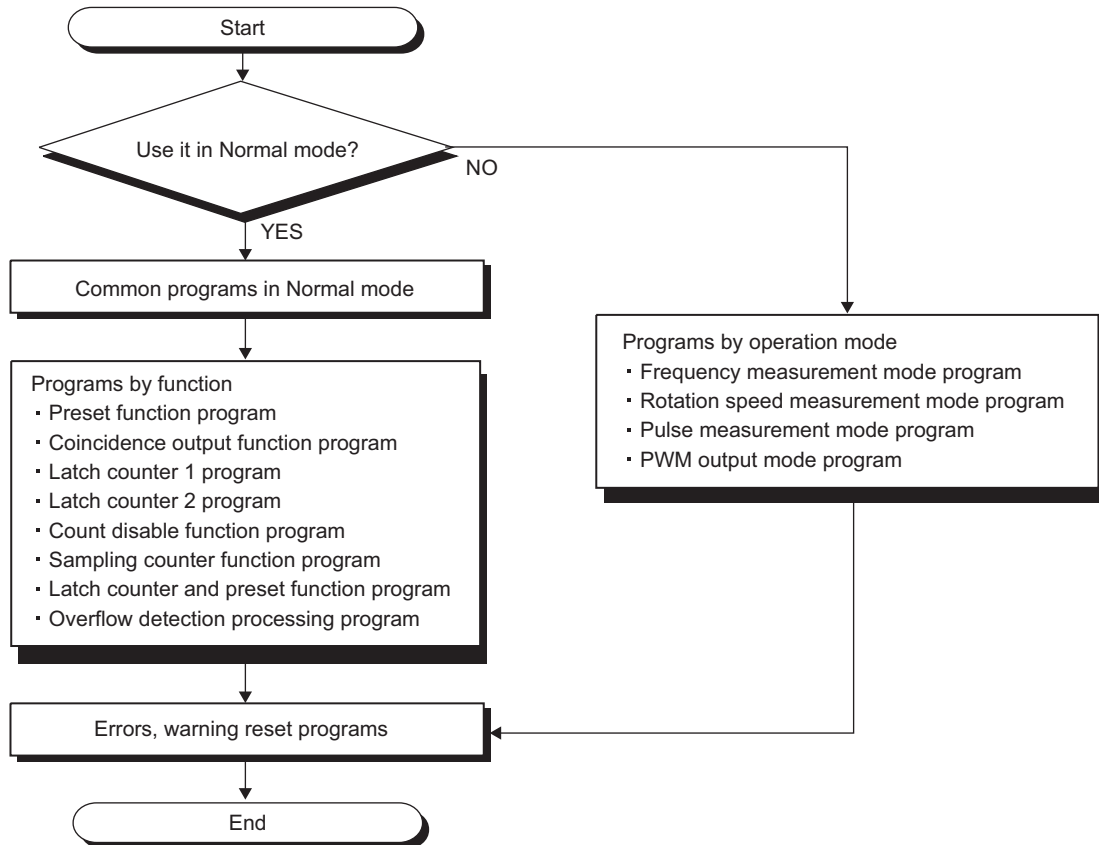 Start
Use it in Normal mode?
NO
YES
Common programs in Normal mode
Programs by function
・Preset function program
・Coincidence output function program
・Latch counter 1 program
・Latch counter 2 program
・Count disable function program
・Sampling counter function program
・Latch counter and preset function program
・Overflow detection processing program
Programs by operation mode
・Frequency measurement mode program
・Rotation speed measurement mode program
・Pulse measurement mode program
・PWM output mode program
Errors, warning reset programs
End